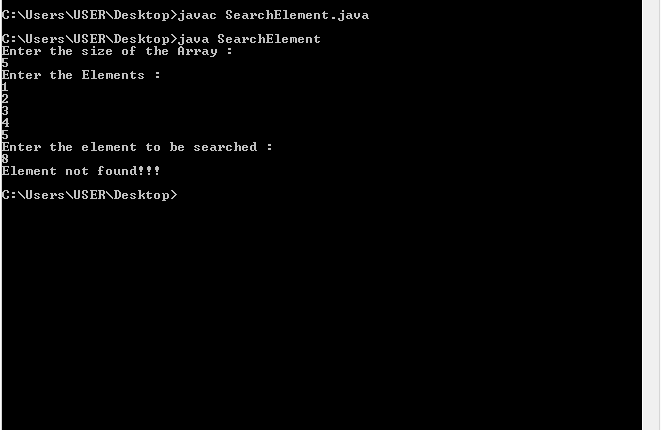 C:\Users\USER\Desktop>javac SearchElement.java
C:\Users\USER\Desktop>java SearchElement
Enter the size of the Array :
5
Enter the Elements :
1
2
3
4
5
Enter the element to be searched :
8
Element not found!!!
C:\Users\USER\Desktop>